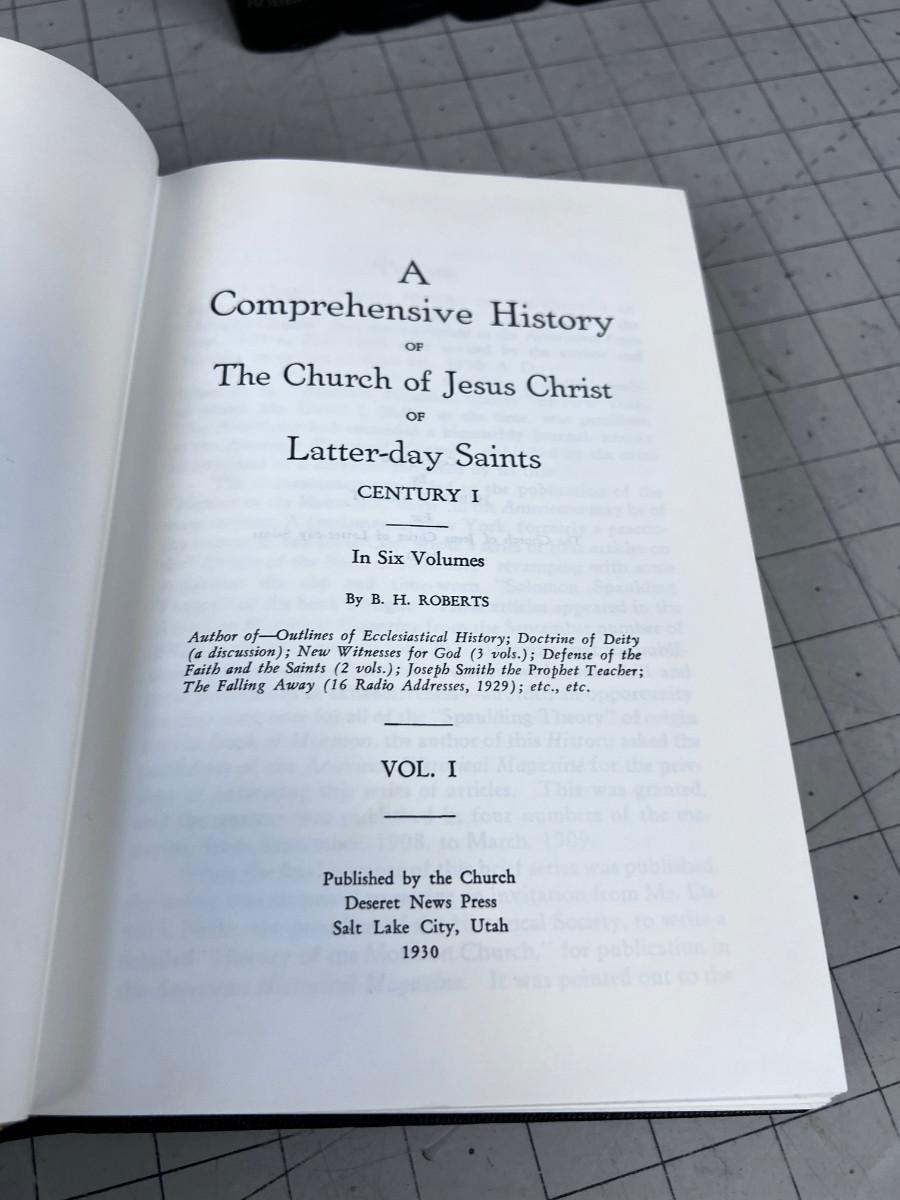 A
Comprehensive History
OF
The Church of Jesus Christ
OF
Latter-day Saints
CENTURY I
In Six Volumes
By B. H. ROBERTS
Author of—Outlines of Ecclesiastical History; Doctrine of Deity
(a discussion); New Witnesses for God (3 vols.); Defense of the
Faith and the Saints (2 vols.); Joseph Smith the Prophet Teacher;
The Falling Away (16 Radio Addresses, 1929); etc., etc.
VOL. I
Published by the Church
Deseret News Press
Salt Lake City, Utah
1930